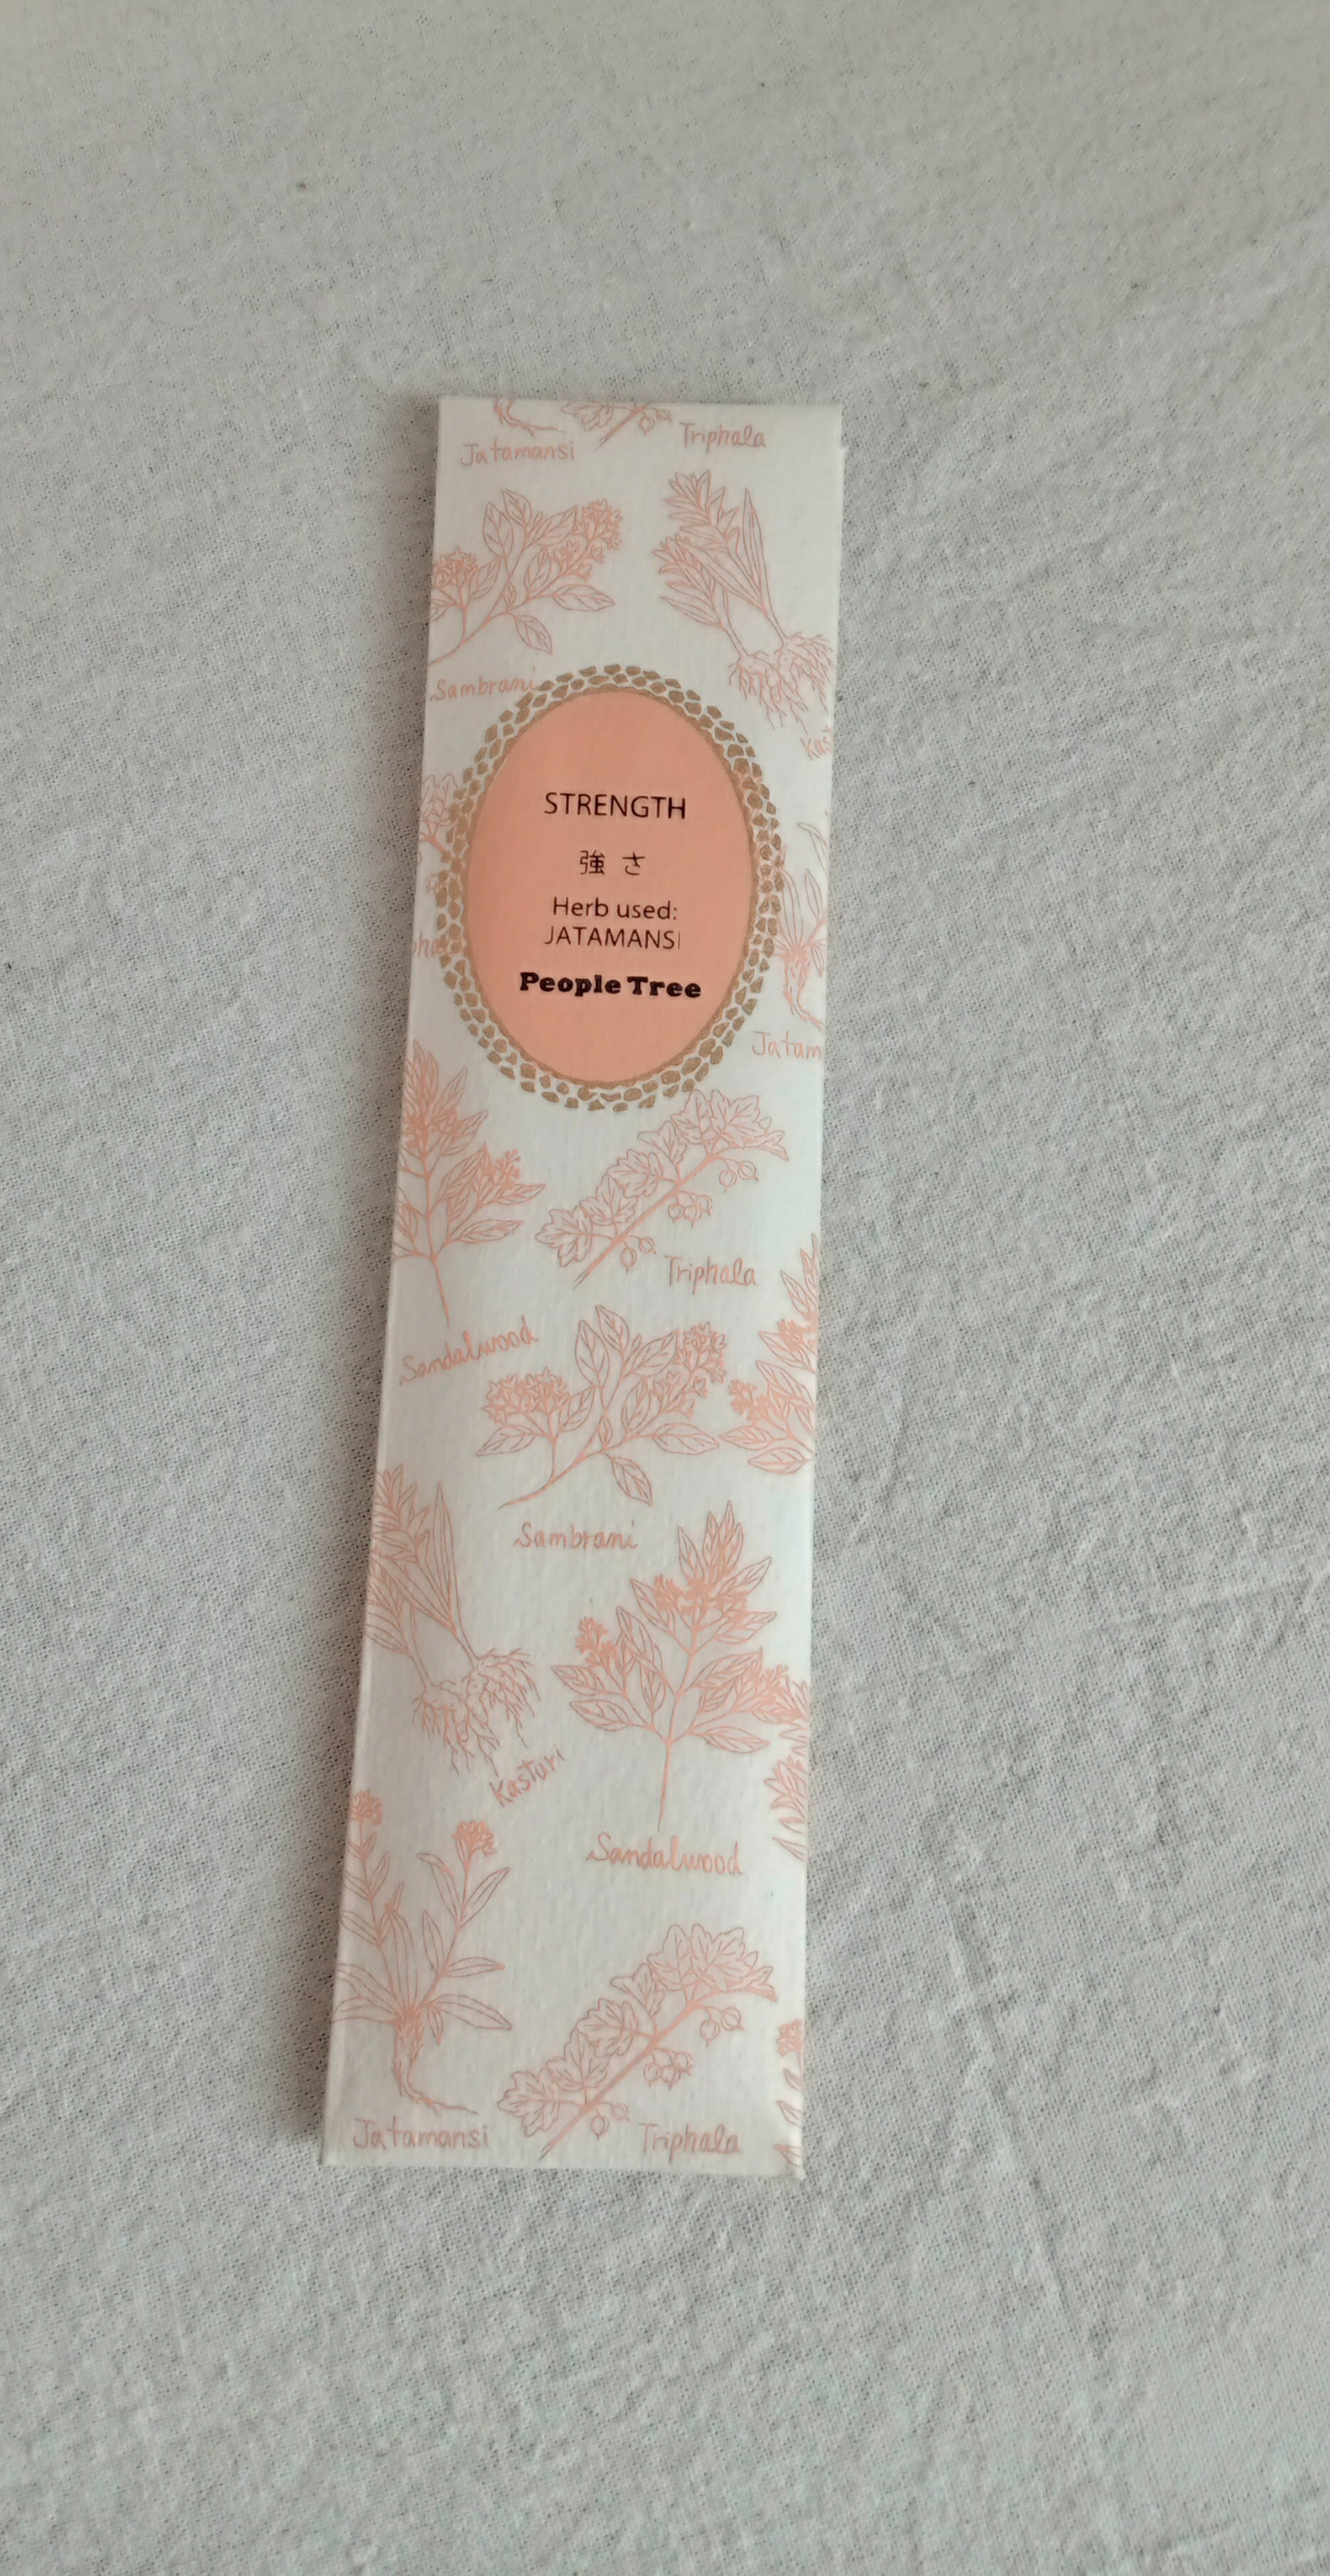 Jatamansi
Triphala
Sambrani
STRENGTH
強さ
Herb used:
JATAMANSI
People Tree
Triphala
Sandalwood
Sambrani
Kasturi
Sandalwood
Jatamansi
Triphala